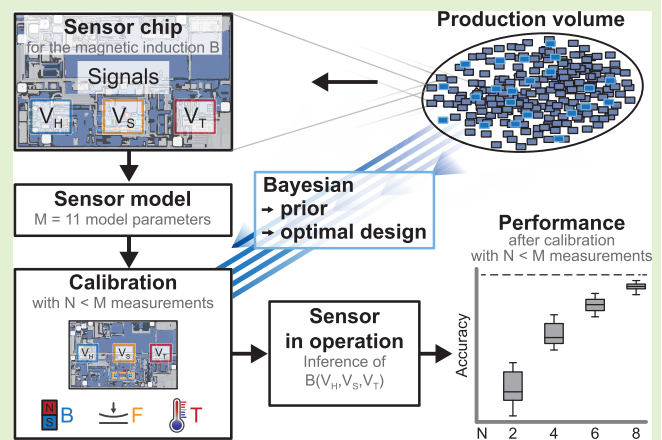 Sensor chip
for the magnetic induction B
Signals
VH VS VT
Production volume
Sensor model
M = 11 model parameters
Bayesian
→ prior
→ optimal design
Calibration
with N < M measurements
VH VS VT
N
S
B F T
Sensor
in operation
Inference of
B(VH,VS,VT)
Performance
after calibration
with N < M measurements
Accuracy
N 2 4 6 8